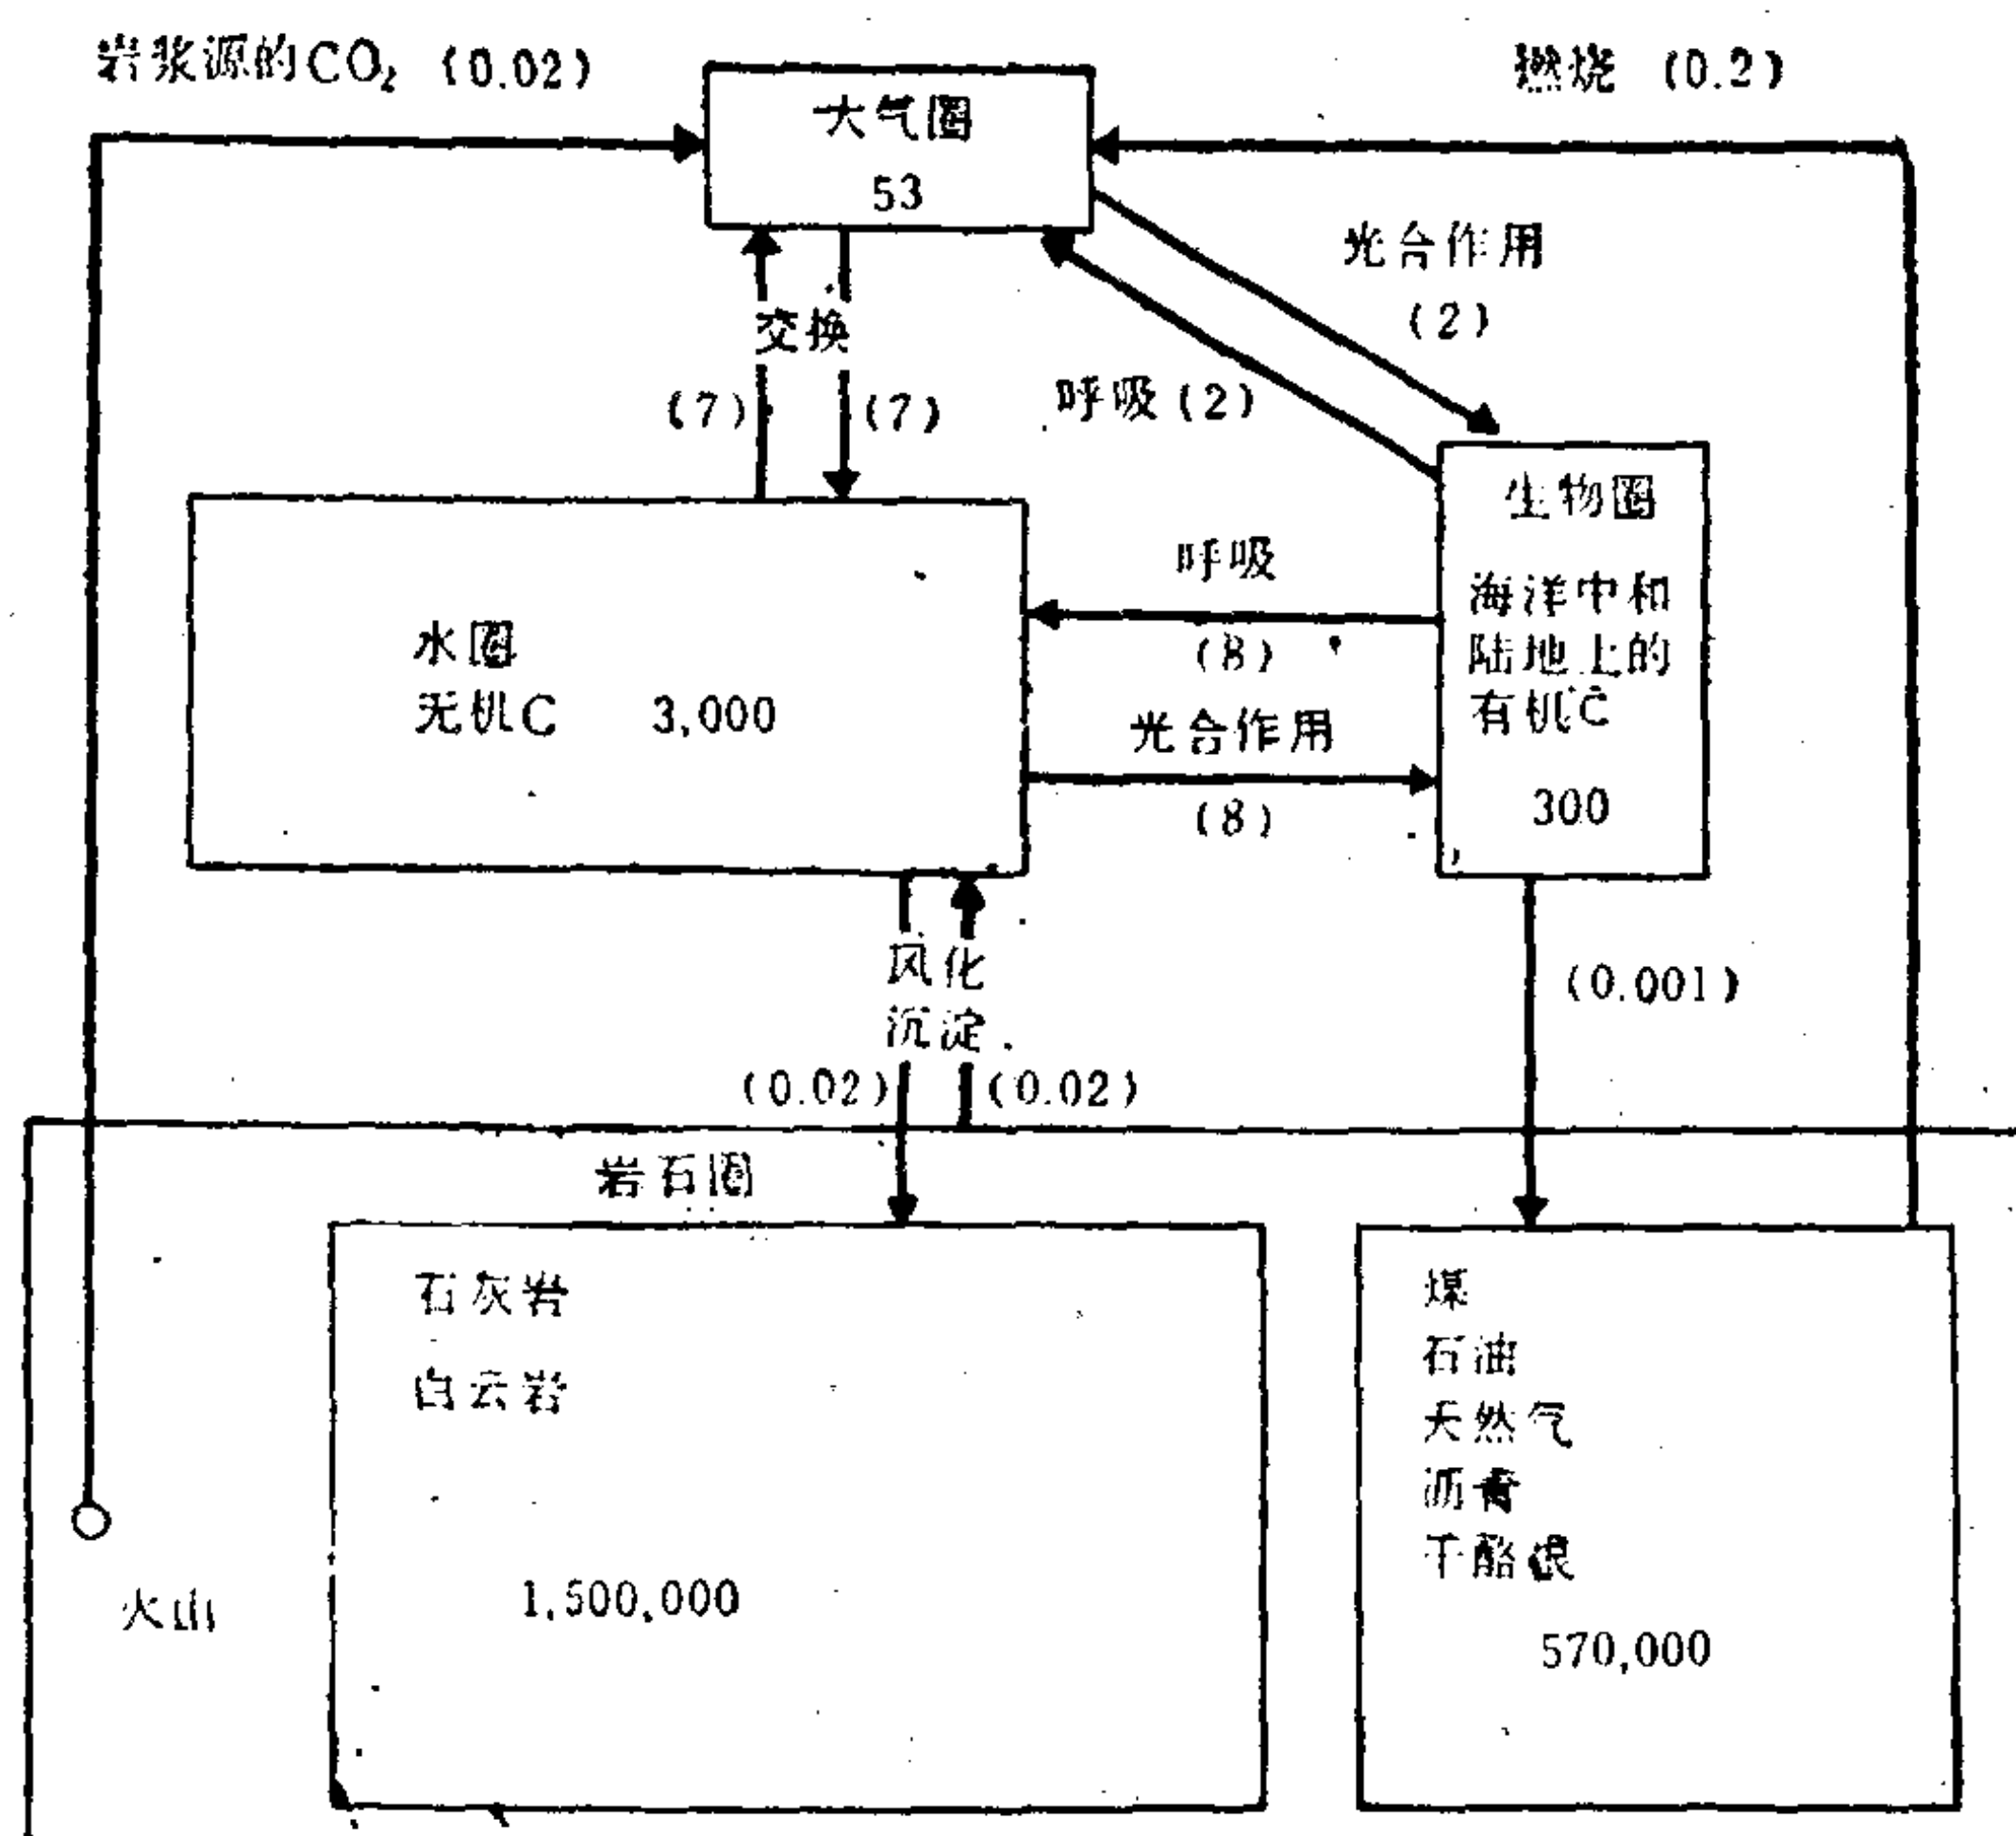 岩浆源的CO₂ (0.02)
燃烧 (0.2)
大气圈
53
光合作用
(2)
交换
(7) (7)
呼吸(2)
生物圈
海洋中和
陆地上的
有机C
300
呼吸
(8)
光合作用
(8)
水圈
无机C 3,000
风化
沉淀
(0.02) (0.02)
(0.001)
岩石圈
石灰岩
白云岩
1,500,000
煤
石油
天然气
沥青
干酪根
570,000
火山